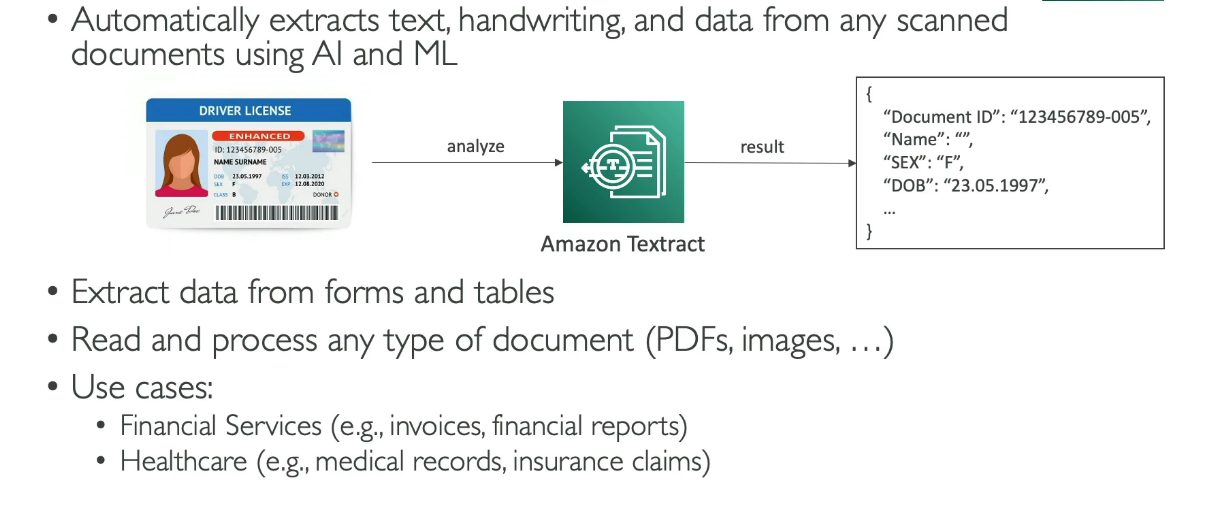 • Automatically extracts text, handwriting, and data from any scanned
documents using AI and ML
DRIVER LICENSE
ENHANCED
ID: 123456789-005
NAME SURNAME
DOB 23.05.1997 ISS 12.03.2012
SEX F EXP 12.08.2020
CLASS B DONOR
Jane Doe
analyze
Amazon Textract
result
{
“Document ID”: “123456789-005”,
“Name”: “”,
“SEX”: “F”,
“DOB”: “23.05.1997”,
...
}
• Extract data from forms and tables
• Read and process any type of document (PDFs, images, …)
• Use cases:
• Financial Services (e.g., invoices, financial reports)
• Healthcare (e.g., medical records, insurance claims)